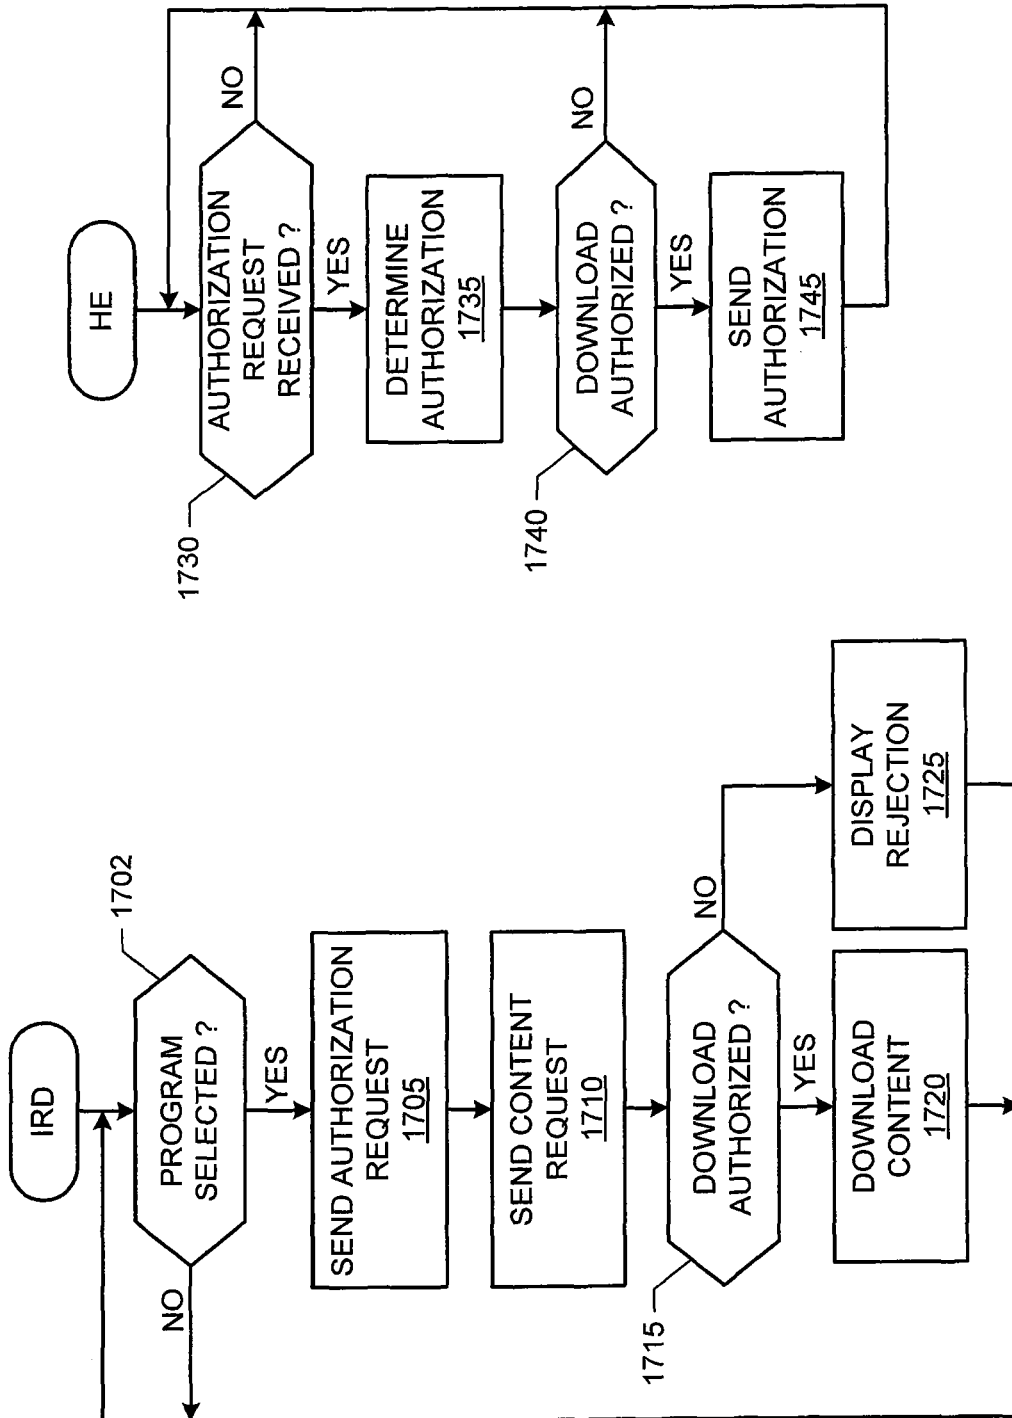 IRD
PROGRAM
SELECTED ?
1702
NO
YES
SEND AUTHORIZATION
REQUEST
1705
SEND CONTENT
REQUEST
1710
DOWNLOAD
AUTHORIZED ?
1715
NO
YES
DOWNLOAD
CONTENT
1720
DISPLAY
REJECTION
1725
HE
AUTHORIZATION
REQUEST
RECEIVED ?
1730
NO
YES
DETERMINE
AUTHORIZATION
1735
DOWNLOAD
AUTHORIZED ?
1740
NO
YES
SEND
AUTHORIZATION
1745